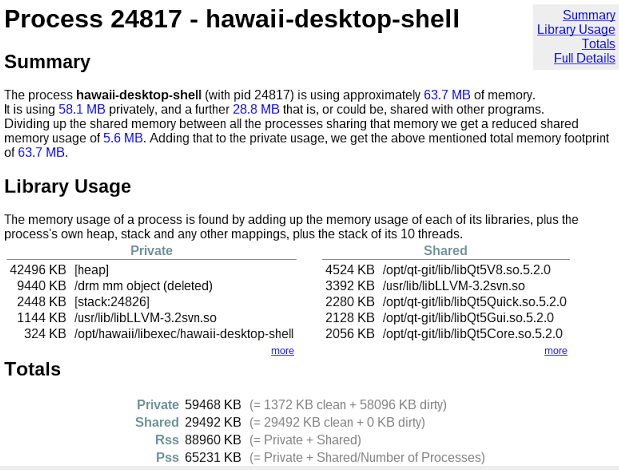 Process 24817 - hawaii-desktop-shell
Summary
Library Usage
Totals
Full Details
Summary
The process hawaii-desktop-shell (with pid 24817) is using approximately 63.7 MB of memory.
It is using 58.1 MB privately, and a further 28.8 MB that is, or could be, shared with other programs.
Dividing up the shared memory between all the processes sharing that memory we get a reduced shared
memory usage of 5.6 MB. Adding that to the private usage, we get the above mentioned total memory footprint
of 63.7 MB.
Library Usage
The memory usage of a process is found by adding up the memory usage of each of its libraries, plus the
process's own heap, stack and any other mappings, plus the stack of its 10 threads.
Private
42496 KB [heap]
9440 KB /drm mm object (deleted)
2448 KB [stack:24826]
1144 KB /usr/lib/libLLVM-3.2svn.so
324 KB /opt/hawaii/libexec/hawaii-desktop-shell
more
Shared
4524 KB /opt/qt-git/lib/libQt5V8.so.5.2.0
3392 KB /usr/lib/libLLVM-3.2svn.so
2280 KB /opt/qt-git/lib/libQt5Quick.so.5.2.0
2128 KB /opt/qt-git/lib/libQt5Gui.so.5.2.0
2056 KB /opt/qt-git/lib/libQt5Core.so.5.2.0
more
Totals
Private 59468 KB (= 1372 KB clean + 58096 KB dirty)
Shared 29492 KB (= 29492 KB clean + 0 KB dirty)
Rss 88960 KB (= Private + Shared)
Pss 65231 KB (= Private + Shared/Number of Processes)